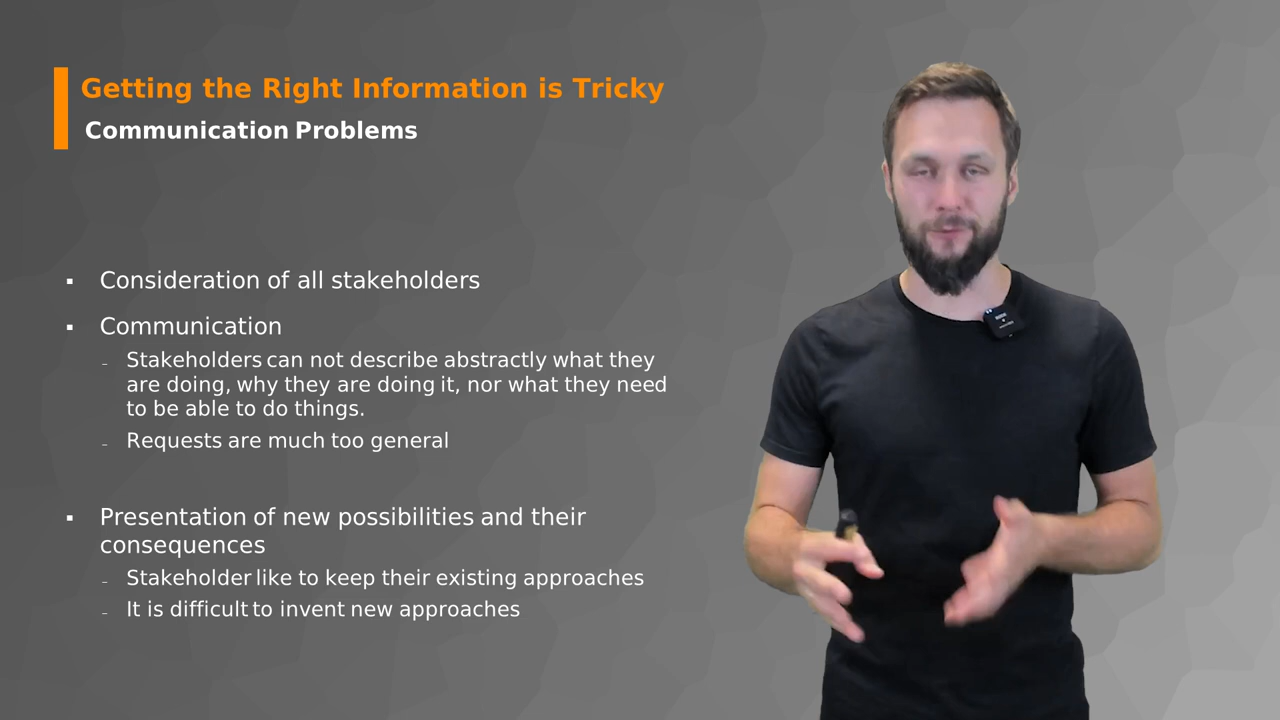 Getting the Right Information is Tricky
Communication Problems
▪ Consideration of all stakeholders
▪ Communication
- Stakeholders can not describe abstractly what they
are doing, why they are doing it, nor what they need
to be able to do things.
- Requests are much too general
▪ Presentation of new possibilities and their
consequences
- Stakeholder like to keep their existing approaches
- It is difficult to invent new approaches